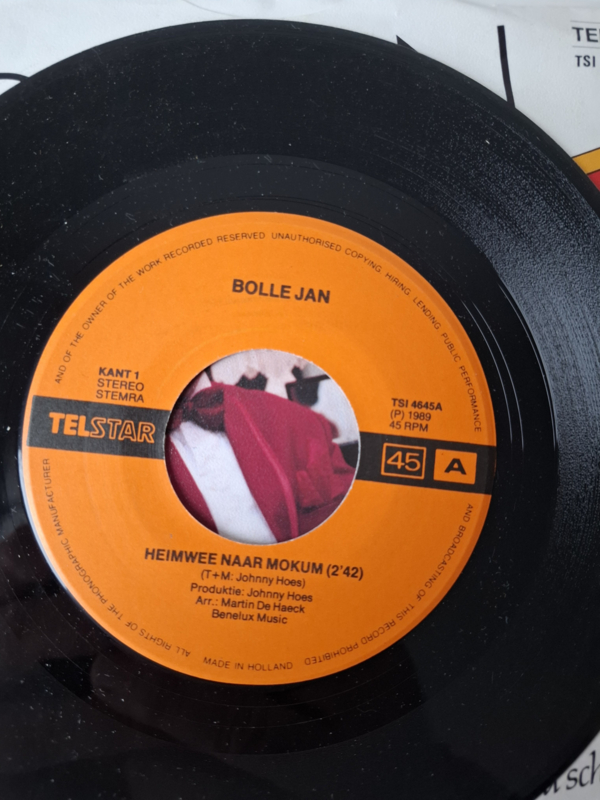 TSI
BOLLE JAN
KANT 1
STEREO
STEMRA
TELSTAR
TSI 4645A
(P) 1989
45 RPM
45 A
HEIMWEE NAAR MOKUM (2'42)
(T+M: Johnny Hoes)
Produktie: Johnny Hoes
Arr.: Martin De Haeck
Benelux Music
ALL RIGHTS OF THE PHONOGRAPHIC MANUFACTURER AND OF THE OWNER OF THE WORK RECORDED RESERVED UNAUTHORISED COPYING, HIRING, LENDING, PUBLIC PERFORMANCE AND BROADCASTING OF THIS RECORD PROHIBITED
MADE IN HOLLAND